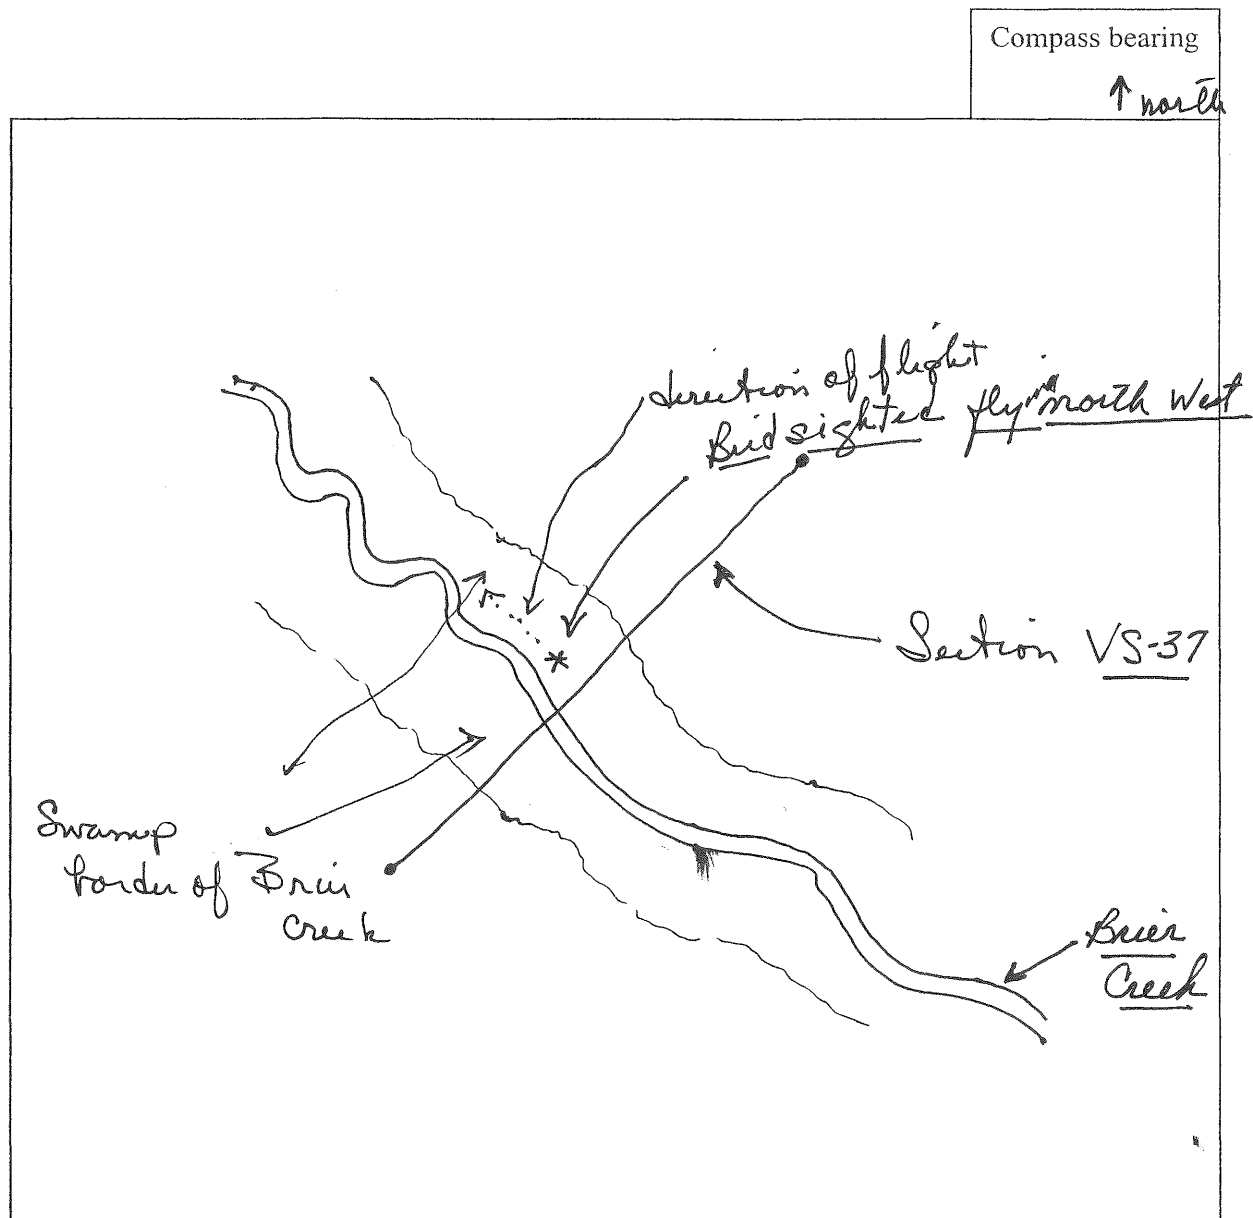 Compass bearing
↑ north
direction of flight
Bird sighted flying north West
Section VS-37
Swamp
border of Brier
Creek
Brier
Creek